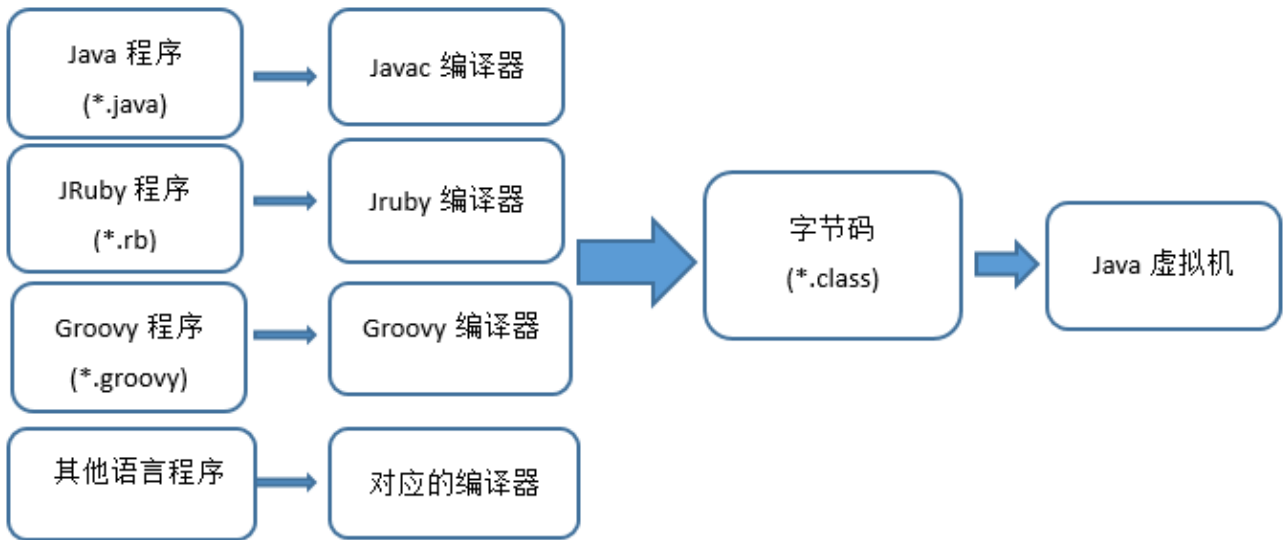 Java 程序
(*.java)
Javac 编译器
JRuby 程序
(*.rb)
Jruby 编译器
Groovy 程序
(*.groovy)
Groovy 编译器
其他语言程序
对应的编译器
字节码
(*.class)
Java 虚拟机